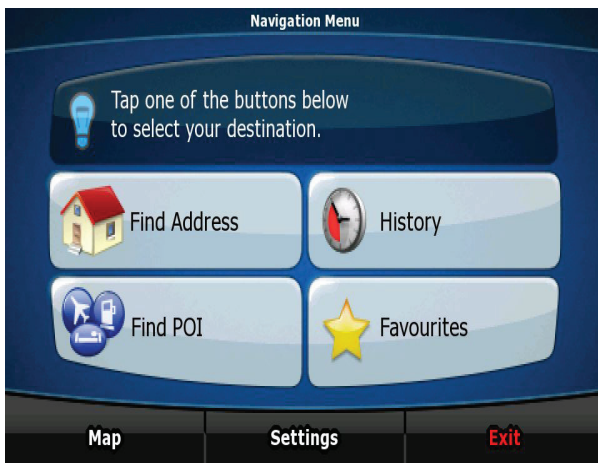 Navigation Menu
Tap one of the buttons below
to select your destination.
Find Address
History
Find POI
Favourites
Map
Settings
Exit